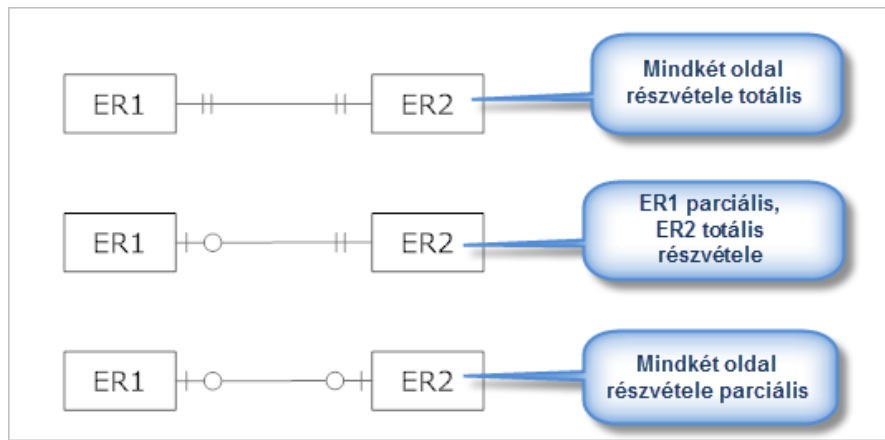 ER1
ER2
Mindkét oldal
részvétele totális
ER1
ER2
ER1 parciális,
ER2 totális
részvétele
ER1
ER2
Mindkét oldal
részvétele parciális